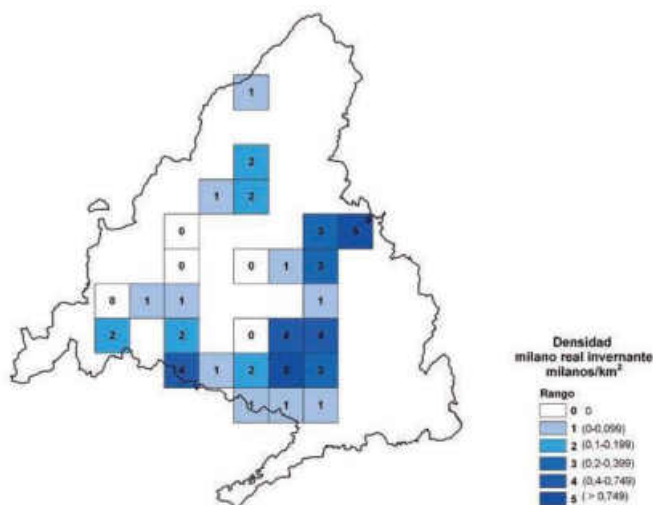 1
2
1 2
0 3 5
0 0 1 3
0 1 1 1
2 2 0 4 4
4 1 2 3
1 1 1
Densidad
milano real invernante
milanos/km²
Rango
0 0
1 (0-0,099)
2 (0,1-0,199)
3 (0,2-0,399)
4 (0,4-0,749)
5 (> 0,749)